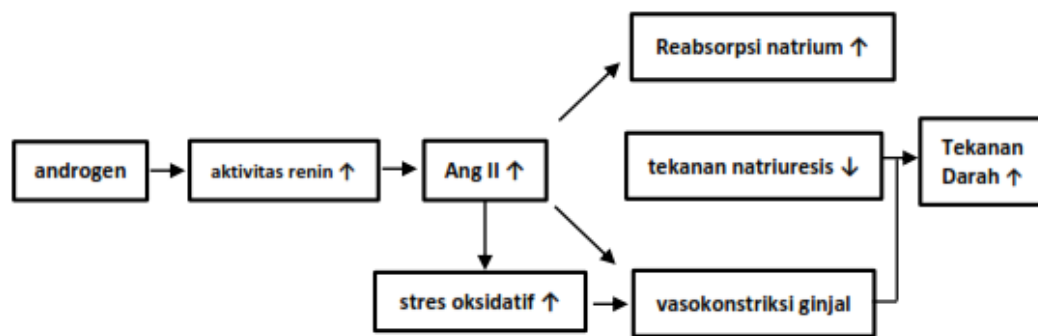 Reabsorpsi natrium ↑
androgen
aktivitas renin ↑
Ang II ↑
tekanan natriuresis ↓
Tekanan
Darah ↑
stres oksidatif ↑
vasokonstriksi ginjal